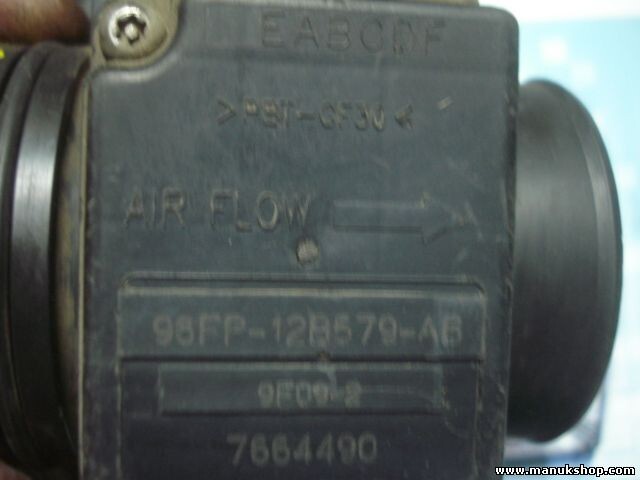 EABCDF
>PBT-GF30<
AIR FLOW
98FP-12B579-AB
9F09-2
7664490
www.manukshop.com